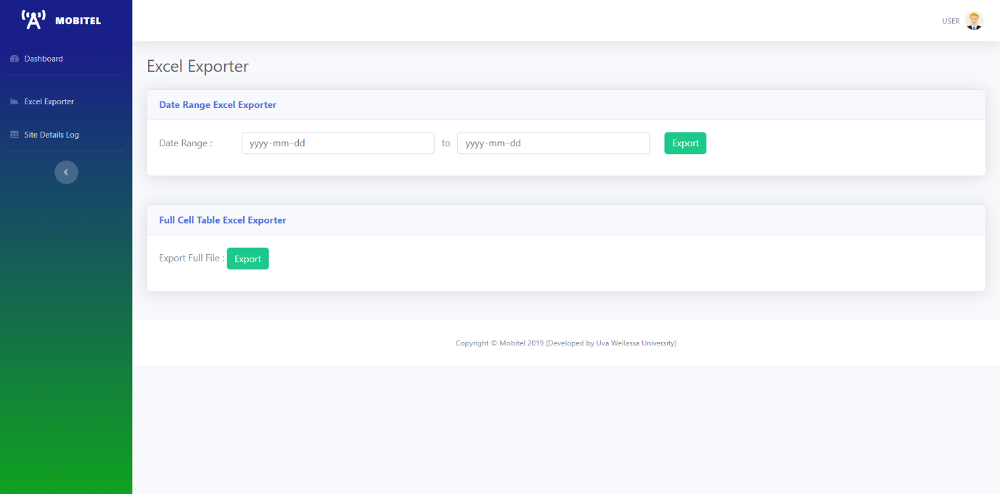 MOBITEL
USER
Dashboard
Excel Exporter
Site Details Log
Excel Exporter
Date Range Excel Exporter
Date Range : yyyy-mm-dd to yyyy-mm-dd Export
Full Cell Table Excel Exporter
Export Full File : Export
Copyright © Mobitel 2019 (Developed by Uva Wellassa University)